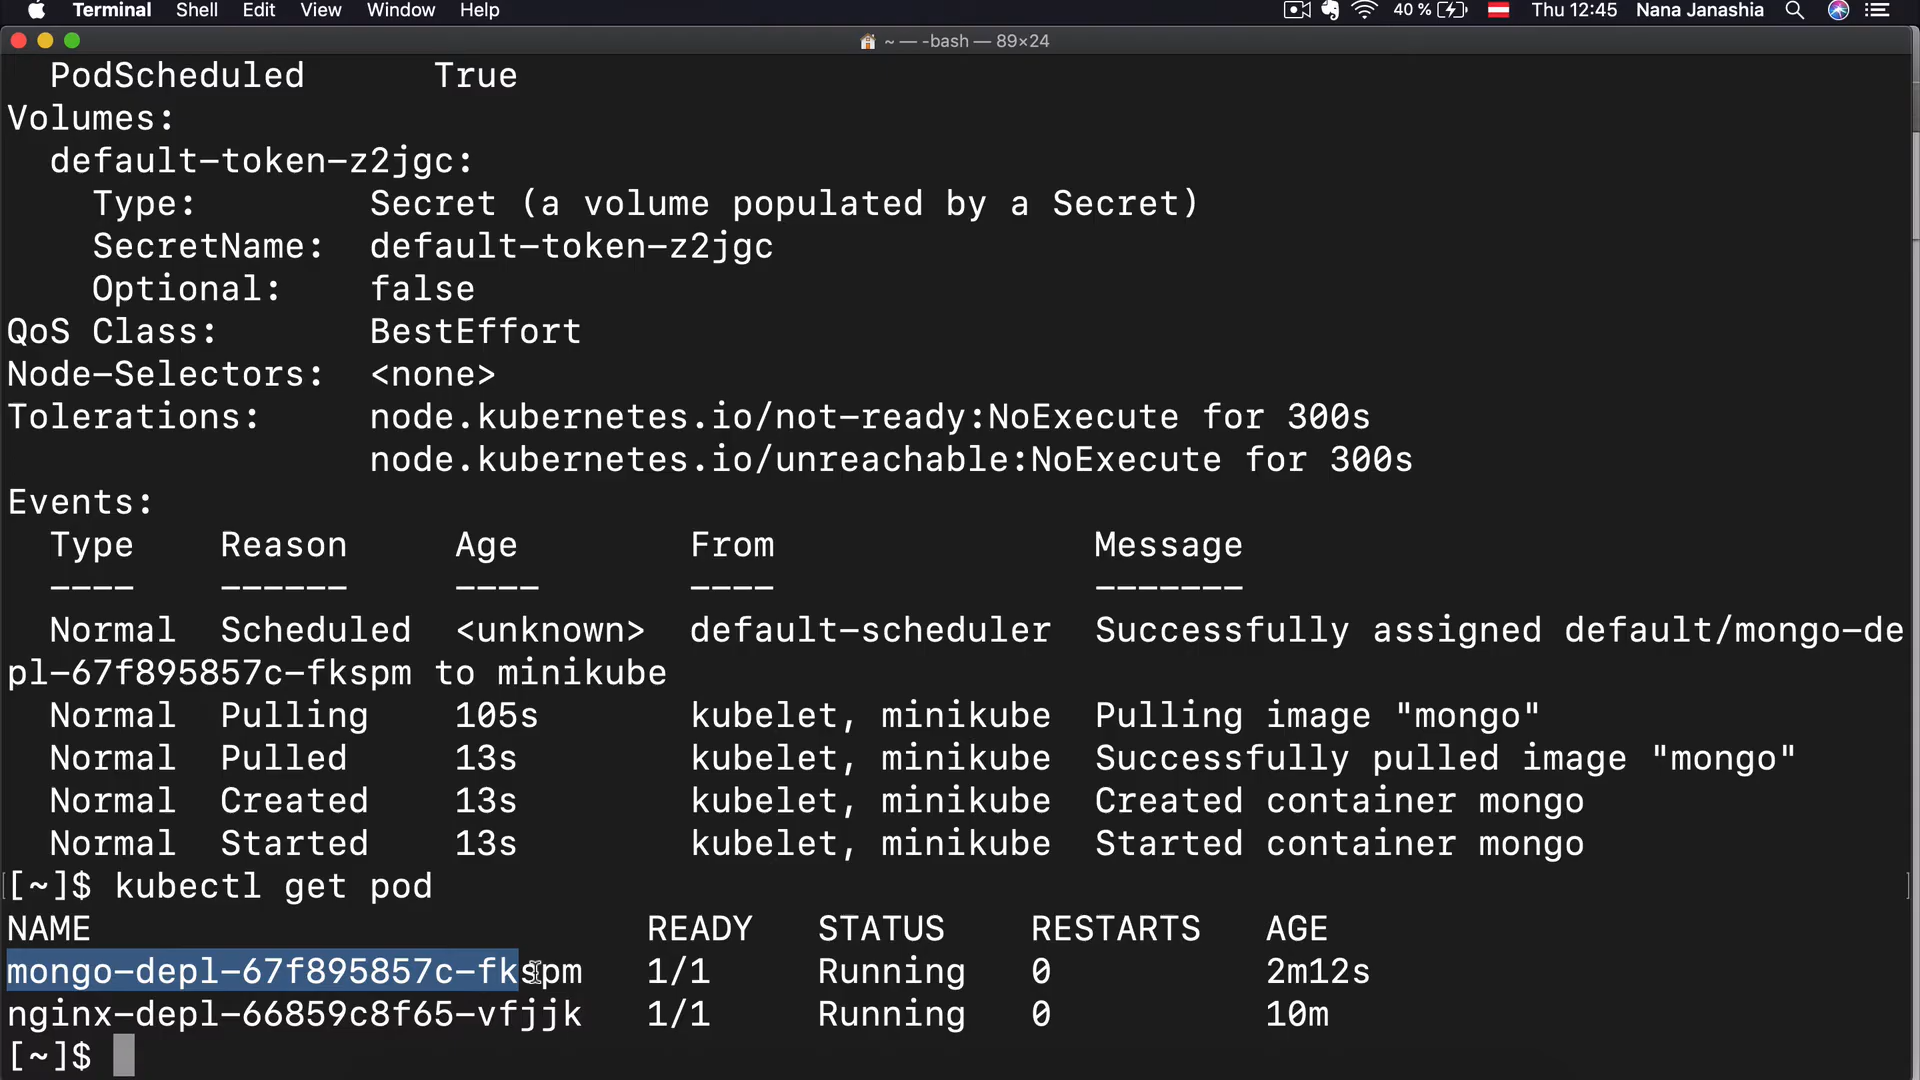 Terminal Shell Edit View Window Help 40 % Thu 12:45 Nana Janashia
~ — -bash — 89×24
PodScheduled True
Volumes:
default-token-z2jgc:
Type: Secret (a volume populated by a Secret)
SecretName: default-token-z2jgc
Optional: false
QoS Class: BestEffort
Node-Selectors: <none>
Tolerations: node.kubernetes.io/not-ready:NoExecute for 300s
node.kubernetes.io/unreachable:NoExecute for 300s
Events:
Type Reason Age From Message
---- ------ ---- ---- -------
Normal Scheduled <unknown> default-scheduler Successfully assigned default/mongo-de
pl-67f895857c-fkspm to minikube
Normal Pulling 105s kubelet, minikube Pulling image "mongo"
Normal Pulled 13s kubelet, minikube Successfully pulled image "mongo"
Normal Created 13s kubelet, minikube Created container mongo
Normal Started 13s kubelet, minikube Started container mongo
[~]$ kubectl get pod
NAME READY STATUS RESTARTS AGE
mongo-depl-67f895857c-fkspm 1/1 Running 0 2m12s
nginx-depl-66859c8f65-vfjjk 1/1 Running 0 10m
[~]$